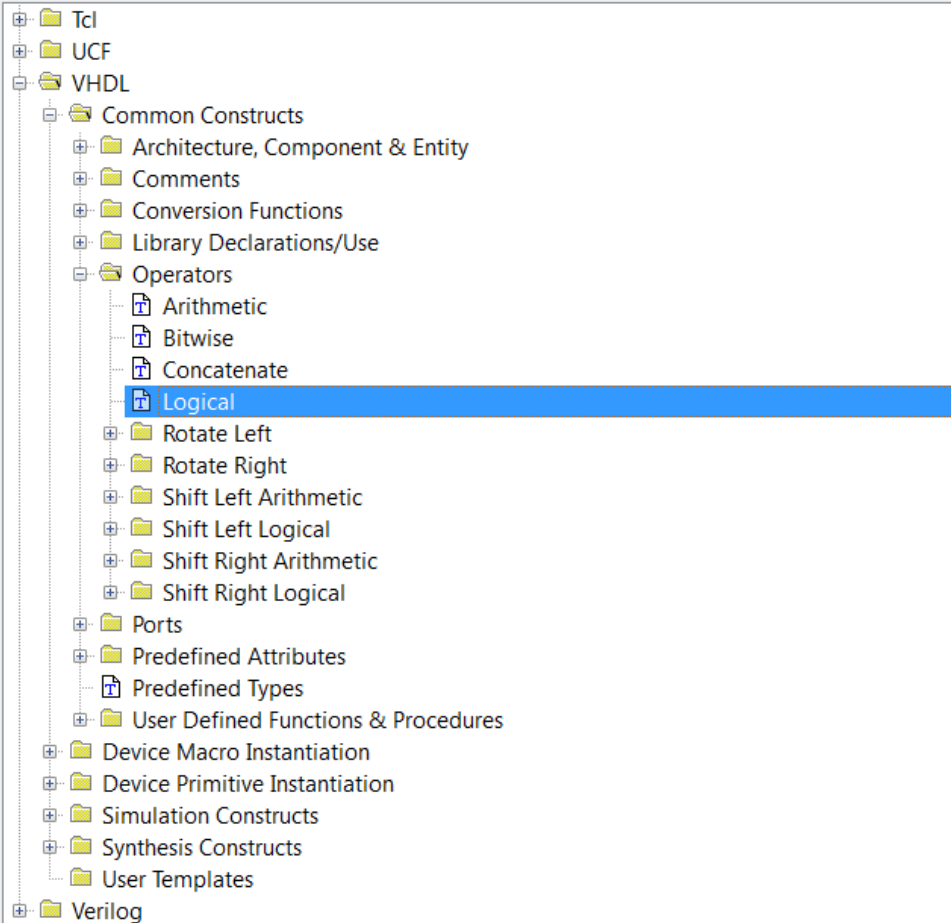 Tcl
UCF
VHDL
Common Constructs
Architecture, Component & Entity
Comments
Conversion Functions
Library Declarations/Use
Operators
Arithmetic
Bitwise
Concatenate
Logical
Rotate Left
Rotate Right
Shift Left Arithmetic
Shift Left Logical
Shift Right Arithmetic
Shift Right Logical
Ports
Predefined Attributes
Predefined Types
User Defined Functions & Procedures
Device Macro Instantiation
Device Primitive Instantiation
Simulation Constructs
Synthesis Constructs
User Templates
Verilog